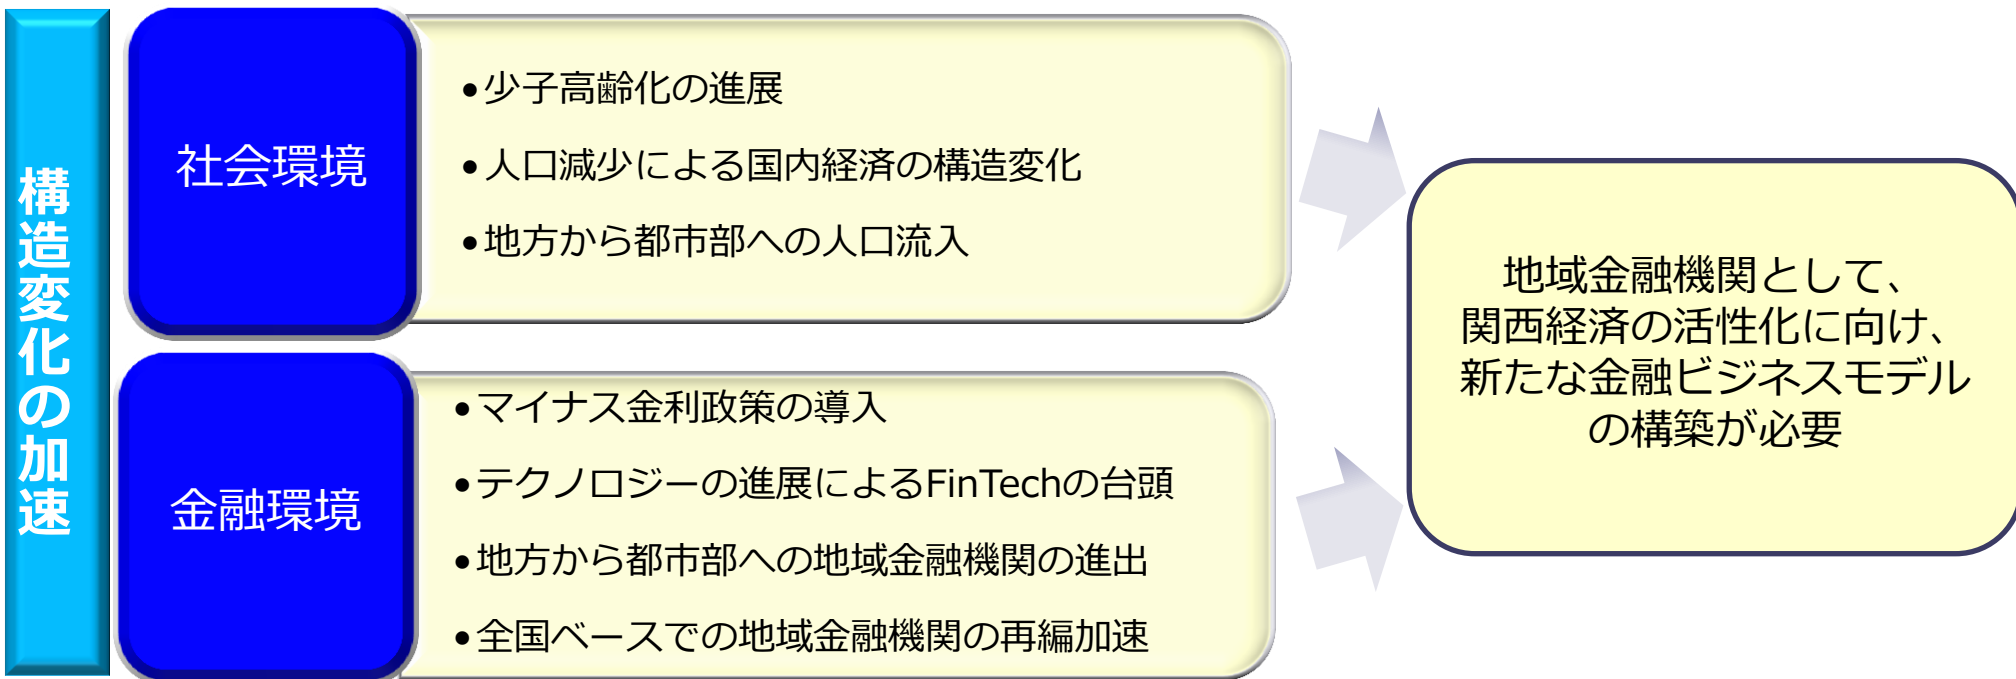 構造変化の加速
社会環境
•少子高齢化の進展
•人口減少による国内経済の構造変化
•地方から都市部への人口流入
金融環境
•マイナス金利政策の導入
•テクノロジーの進展によるFinTechの台頭
•地方から都市部への地域金融機関の進出
•全国ベースでの地域金融機関の再編加速
地域金融機関として、
関西経済の活性化に向け、
新たな金融ビジネスモデル
の構築が必要